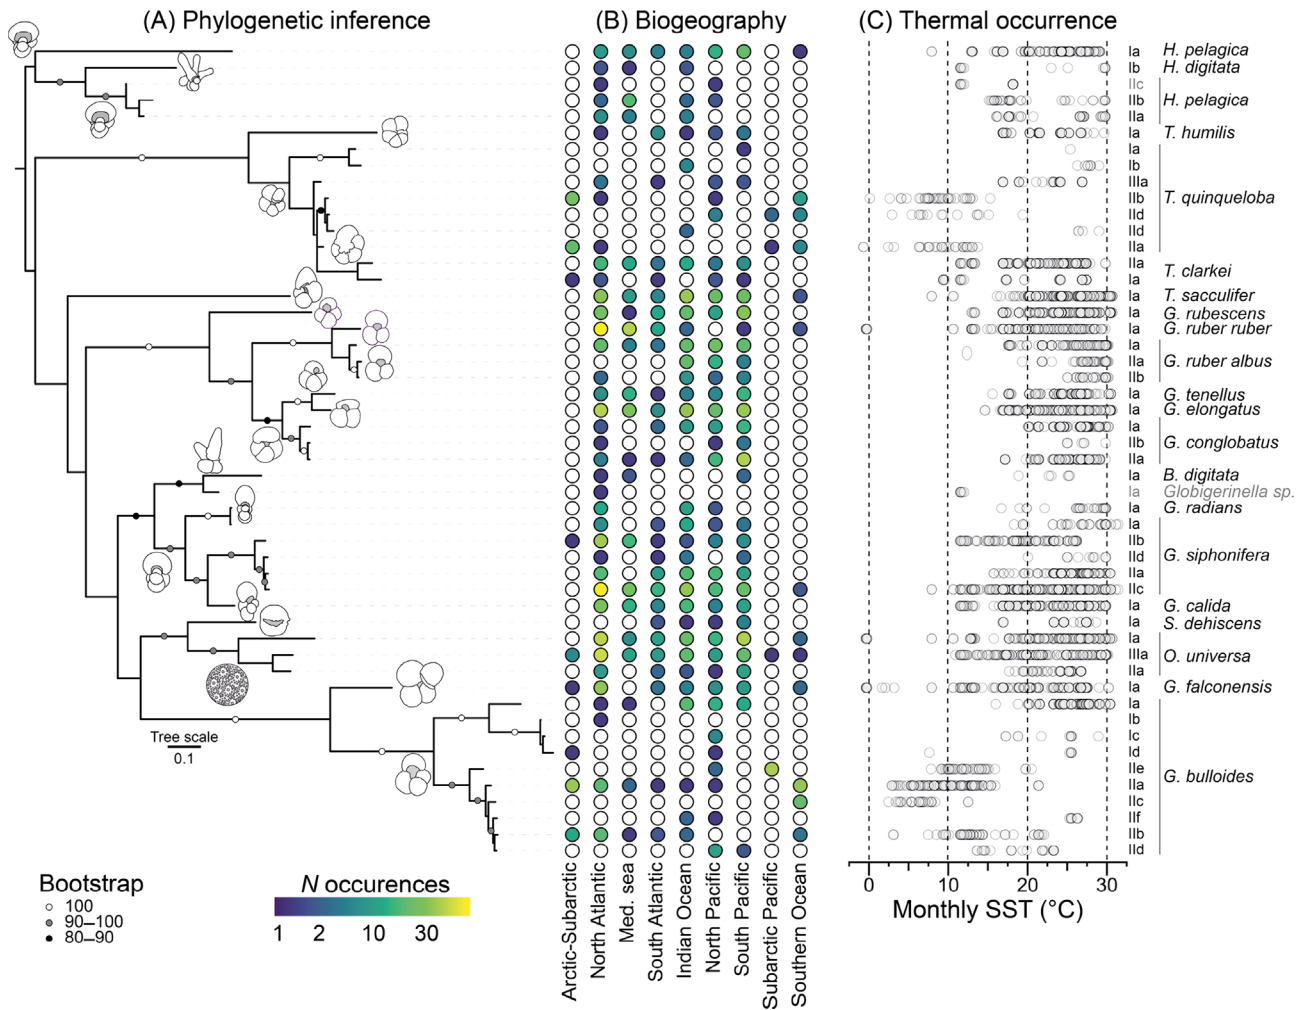 (A) Phylogenetic inference
(B) Biogeography
(C) Thermal occurrence
Ia H. pelagica
Ib H. digitata
IIc
IIb H. pelagica
IIa
Ia T. humilis
Ia
Ib
IIIa
IIb T. quinqueloba
IId
IId
IIa
IIa
Ia T. clarkei
Ia T. sacculifer
Ia G. rubescens
Ia G. ruber ruber
Ia
IIa G. ruber albus
IIb
Ia G. tenellus
Ia G. elongatus
Ia
IIb G. conglobatus
IIa
Ia B. digitata
Ia Globigerinella sp.
Ia G. radians
Ia
IIb
IId G. siphonifera
IIa
IIc
Ia G. calida
Ia S. dehiscens
Ia
IIIa O. universa
IIa
Ia G. falconensis
Ia
Ib
Ic
Id
IIe G. bulloides
IIa
IIc
IIf
IIb
IId
Tree scale
0.1
Bootstrap
100
90–100
80–90
N occurences
1 2 10 30
Arctic-Subarctic
North Atlantic
Med. sea
South Atlantic
Indian Ocean
North Pacific
South Pacific
Subarctic Pacific
Southern Ocean
0 10 20 30
Monthly SST (°C)